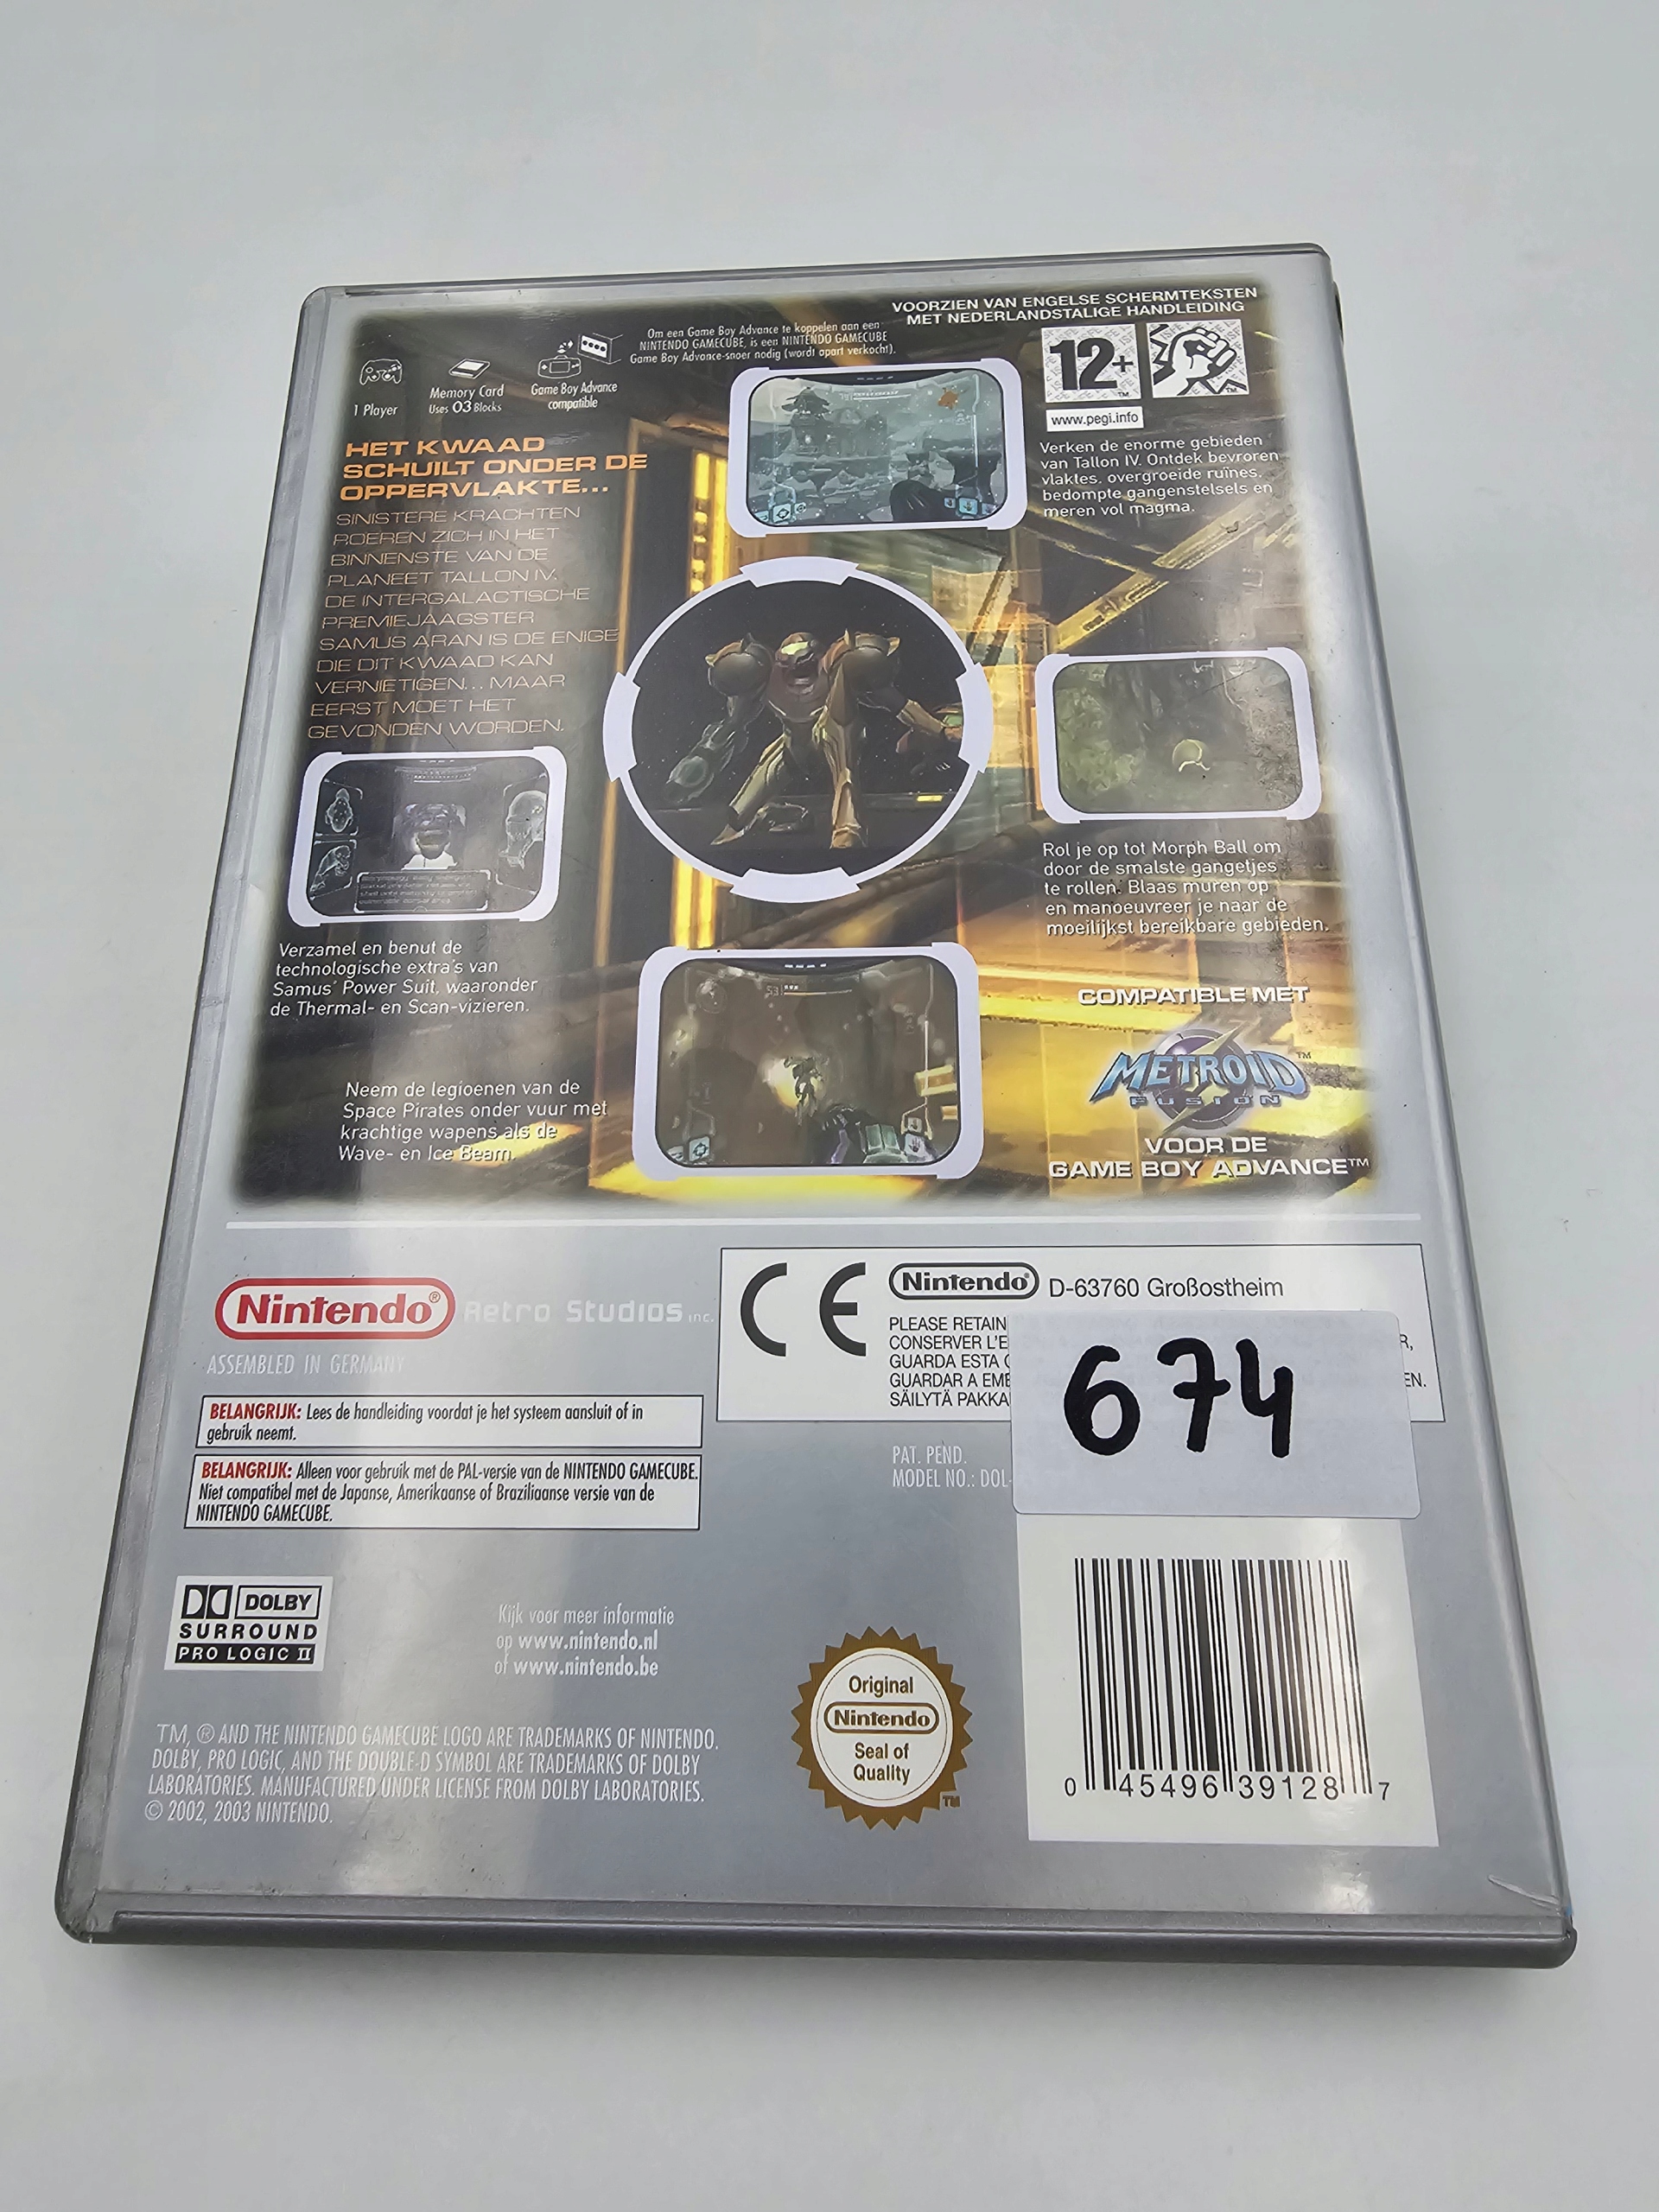 VOORZIEN VAN ENGELSE SCHERMTEKSTEN
MET NEDERLANDSTALIGE HANDLEIDING
Om een Game Boy Advance te koppelen aan een
NINTENDO GAMECUBE, is een NINTENDO GAMECUBE
Game Boy Advance-snoer nodig (wordt apart verkocht).
1 Player
Memory Card
Uses 03 Blocks
Game Boy Advance
compatible
12+
TM
TM
www.pegi.info
HET KWAAD
SCHUILT ONDER DE
OPPERVLAKTE...
SINISTERE KRACHTEN
ROEREN ZICH IN HET
BINNENSTE VAN DE
PLANEET TALLON IV.
DE INTERGALACTISCHE
PREMIEJAAGSTER
SAMUS ARAN IS DE ENIGE
DIE DIT KWAAD KAN
VERNIETIGEN... MAAR
EERST MOET HET
GEVONDEN WORDEN.
Verken de enorme gebieden
van Tallon IV. Ontdek bevroren
vlaktes, overgroeide ruïnes,
bedompte gangenstelsels en
meren vol magma.
Rol je op tot Morph Ball om
door de smalste gangetjes
te rollen. Blaas muren op
en manoeuvreer je naar de
moeilijkst bereikbare gebieden.
Verzamel en benut de
technologische extra's van
Samus' Power Suit, waaronder
de Thermal- en Scan-vizieren.
Neem de legioenen van de
Space Pirates onder vuur met
krachtige wapens als de
Wave- en Ice Beam.
COMPATIBLE MET
METROID™
FUSION
VOOR DE
GAME BOY ADVANCE™
Nintendo® Retro Studios inc.
ASSEMBLED IN GERMANY
BELANGRIJK: Lees de handleiding voordat je het systeem aansluit of in
gebruik neemt.
BELANGRIJK: Alleen voor gebruik met de PAL-versie van de NINTENDO GAMECUBE.
Niet compatibel met de Japanse, Amerikaanse of Braziliaanse versie van de
NINTENDO GAMECUBE.
CE
Nintendo® D-63760 Großostheim
PLEASE RETAIN
CONSERVER L'E R,
GUARDA ESTA
GUARDAR A EME EN.
SÄILYTÄ PAKKA
674
PAT. PEND.
MODEL NO.: DOL-
DOLBY
SURROUND
PRO LOGIC II
Kijk voor meer informatie
op www.nintendo.nl
of www.nintendo.be
Original
Nintendo
Seal of
Quality
TM
TM, ® AND THE NINTENDO GAMECUBE LOGO ARE TRADEMARKS OF NINTENDO.
DOLBY, PRO LOGIC, AND THE DOUBLE-D SYMBOL ARE TRADEMARKS OF DOLBY
LABORATORIES. MANUFACTURED UNDER LICENSE FROM DOLBY LABORATORIES.
© 2002, 2003 NINTENDO.
0 45496 39128 7